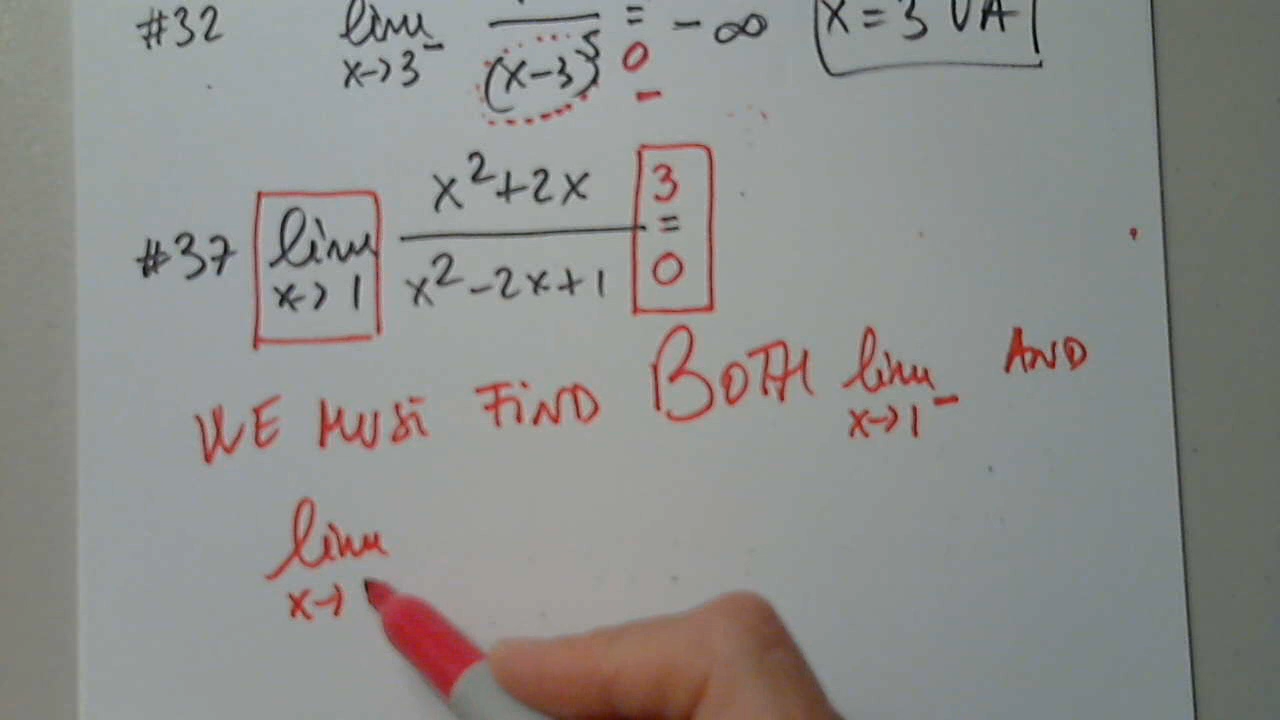 #32 lim x→3⁻ ―/(x-3)⁵ = 0 - -∞ x=3 VA
#37 lim x→1 (x²+2x)/(x²-2x+1) = 3/0
WE MUST FIND BOTH lim x→1⁻ AND
lim x→